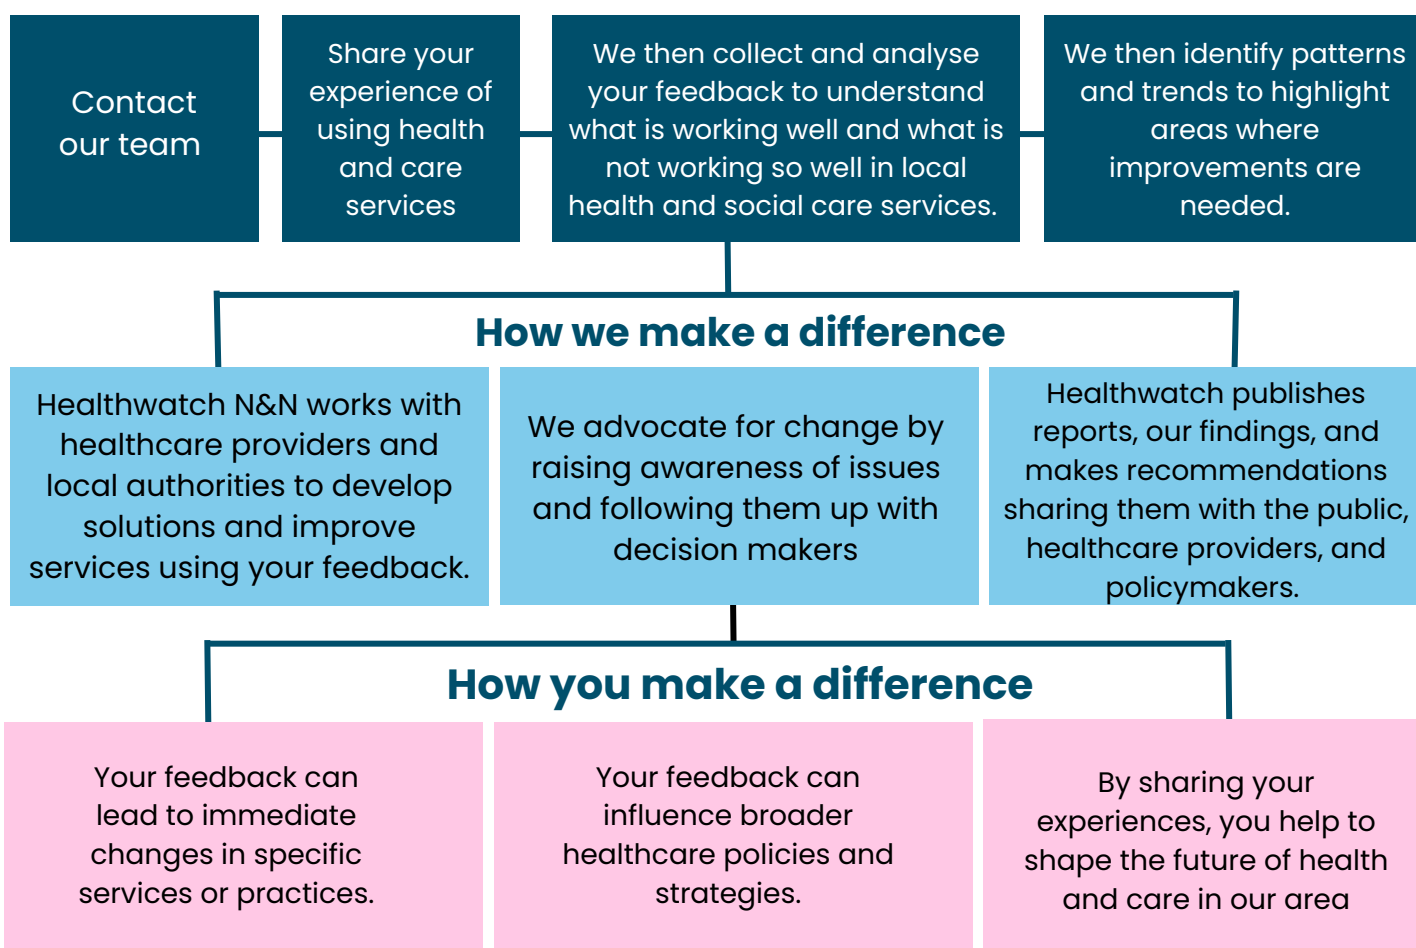 Contact
our team
Share your
experience of
using health
and care
services
We then collect and analyse
your feedback to understand
what is working well and what is
not working so well in local
health and social care services.
We then identify patterns
and trends to highlight
areas where
improvements are
needed.
How we make a difference
Healthwatch N&N works with
healthcare providers and
local authorities to develop
solutions and improve
services using your feedback.
We advocate for change by
raising awareness of issues
and following them up with
decision makers
Healthwatch publishes
reports, our findings, and
makes recommendations
sharing them with the public,
healthcare providers, and
policymakers.
How you make a difference
Your feedback can
lead to immediate
changes in specific
services or practices.
Your feedback can
influence broader
healthcare policies and
strategies.
By sharing your
experiences, you help to
shape the future of health
and care in our area